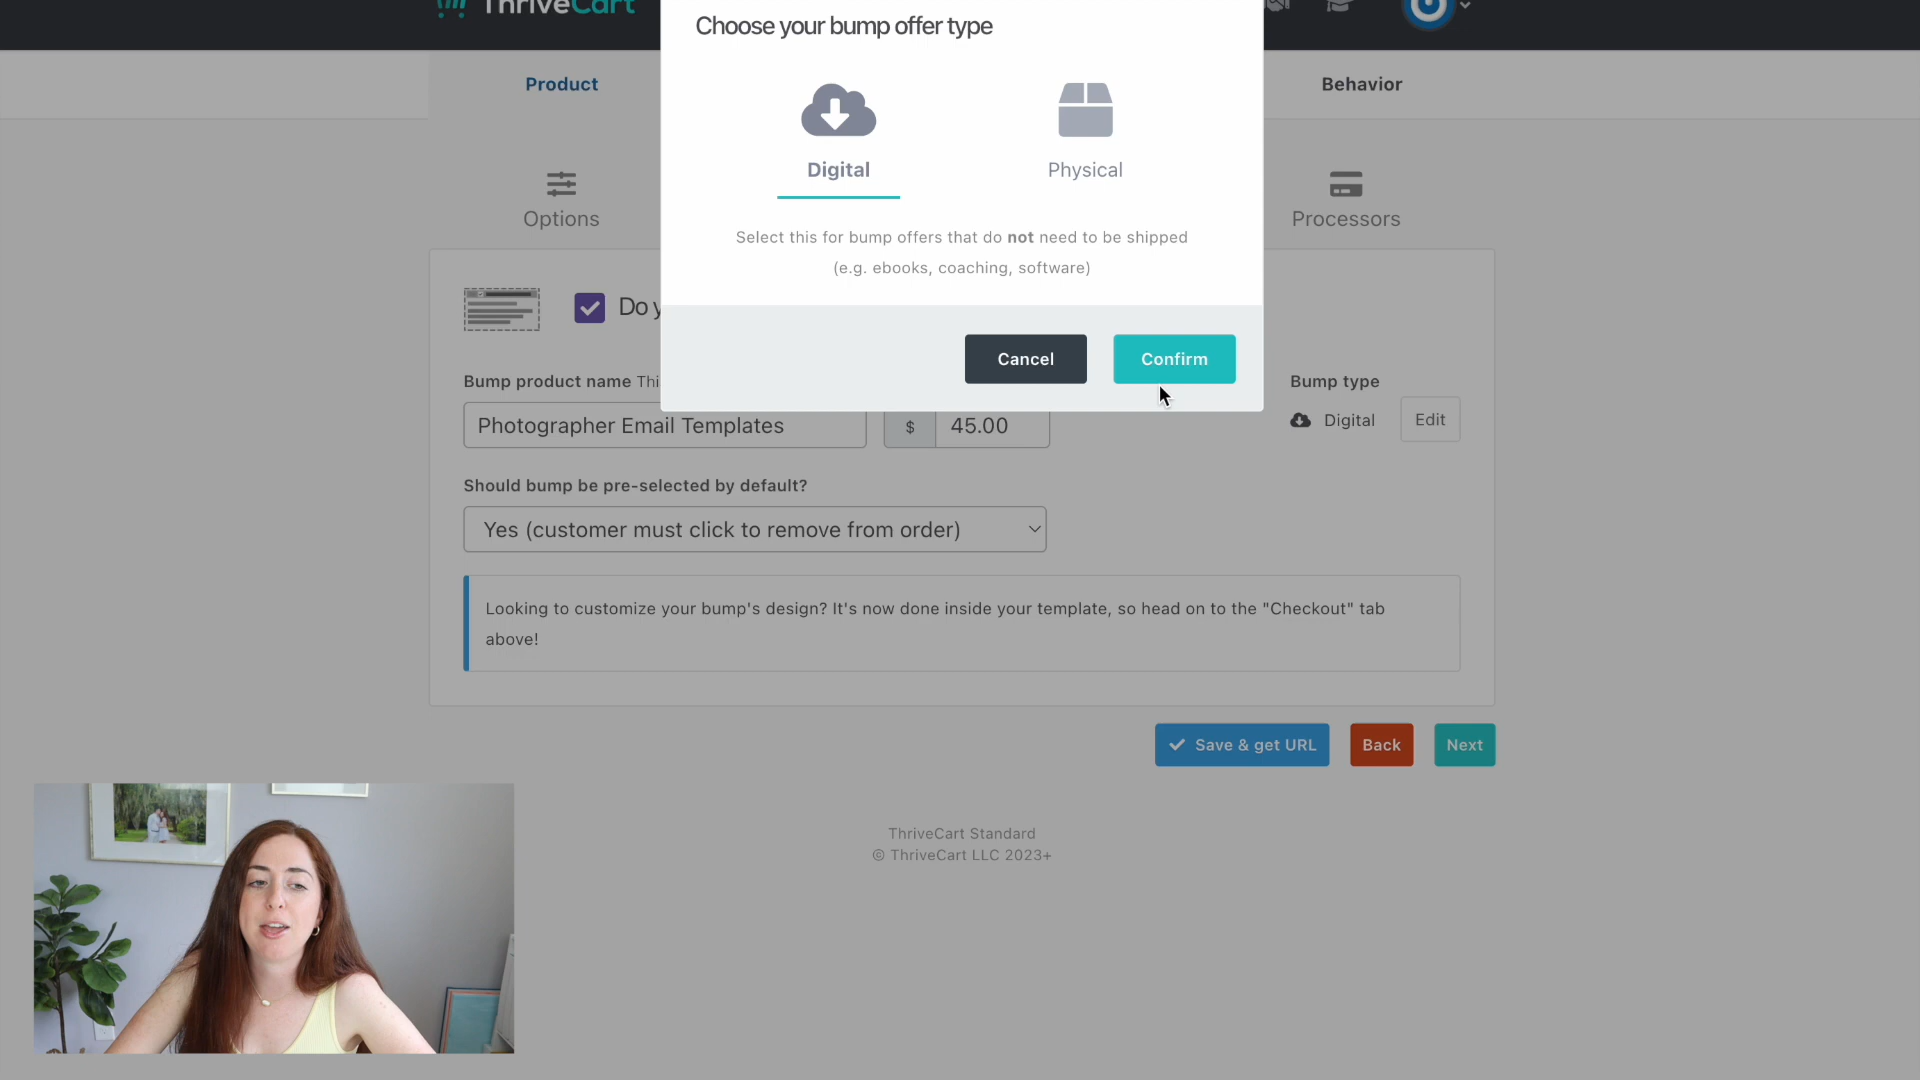 ThriveCart
Choose your bump offer type
Product
Behavior
Digital
Physical
Options
Processors
Select this for bump offers that do not need to be shipped
(e.g. ebooks, coaching, software)
Do y
Cancel
Confirm
Bump product name Thi
Bump type
Photographer Email Templates
$
45.00
Digital
Edit
Should bump be pre-selected by default?
Yes (customer must click to remove from order)
Looking to customize your bump's design? It's now done inside your template, so head on to the "Checkout" tab
above!
Save & get URL
Back
Next
ThriveCart Standard
© ThriveCart LLC 2023+